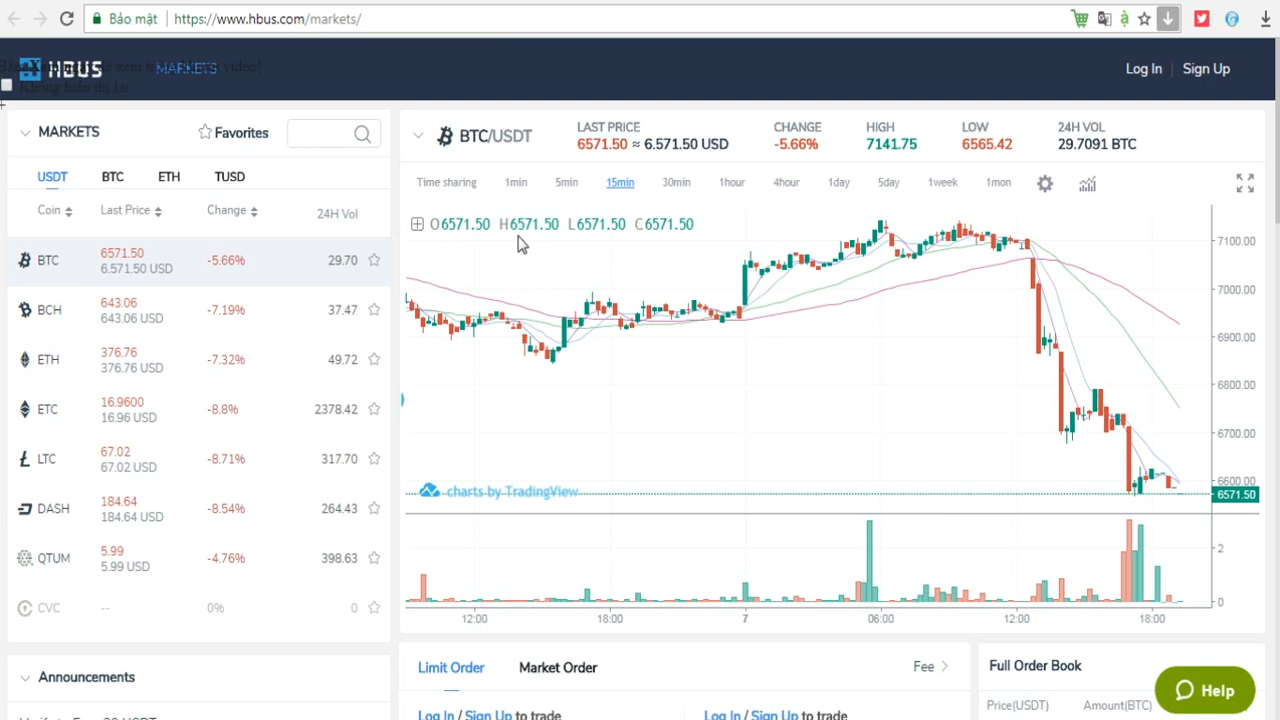 Bảo mật https://www.hbus.com/markets/
HBUS MARKETS Log In Sign Up
MARKETS Favorites
USDT BTC ETH TUSD
Coin Last Price Change 24H Vol
BTC 6571.50 6.571.50 USD -5.66% 29.70
BCH 643.06 643.06 USD -7.19% 37.47
ETH 376.76 376.76 USD -7.32% 49.72
ETC 16.9600 16.96 USD -8.8% 2378.42
LTC 67.02 67.02 USD -8.71% 317.70
DASH 184.64 184.64 USD -8.54% 264.43
QTUM 5.99 5.99 USD -4.76% 398.63
CVC -- 0% 0
Announcements
BTC/USDT
LAST PRICE CHANGE HIGH LOW 24H VOL
6571.50 ≈ 6.571.50 USD -5.66% 7141.75 6565.42 29.7091 BTC
Time sharing 1min 5min 15min 30min 1hour 4hour 1day 5day 1week 1mon
O6571.50 H6571.50 L6571.50 C6571.50
7100.00
7000.00
6900.00
6800.00
6700.00
6600.00
6571.50
charts by TradingView
2
0
12:00 18:00 7 06:00 12:00 18:00
Limit Order Market Order Fee
Log In / Sign Up to trade Log In / Sign Up to trade
Full Order Book
Price(USDT) Amount(BTC)
Help